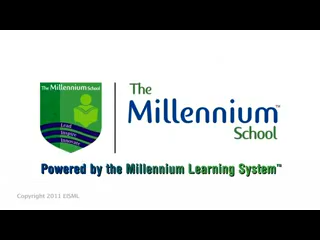 The Millennium School
Lead
Inspire
Innovate
The
Millennium™
School
Powered by the Millennium Learning System™
Copyright 2011 EISML